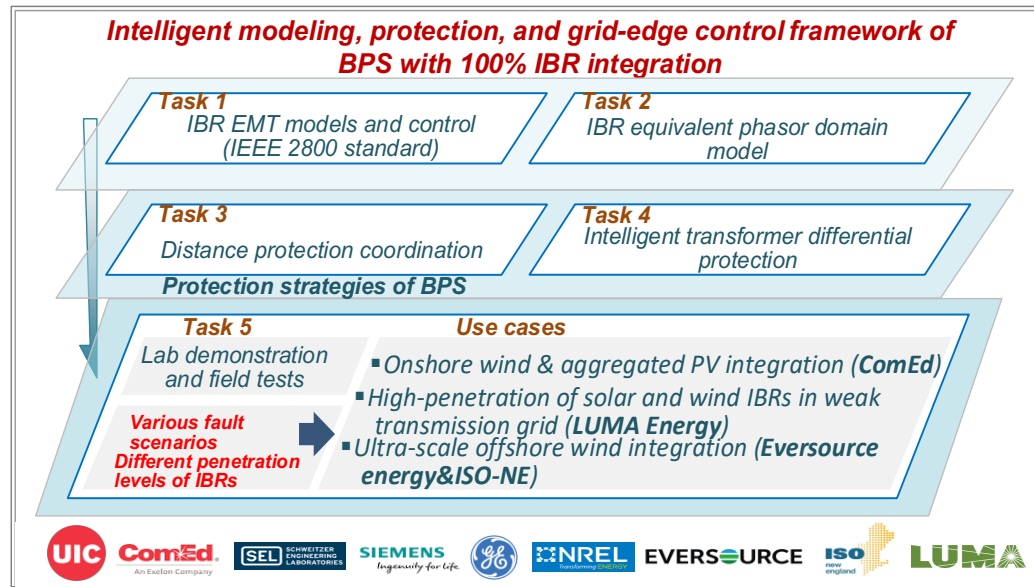 Intelligent modeling, protection, and grid-edge control framework of
BPS with 100% IBR integration
Task 1
IBR EMT models and control
(IEEE 2800 standard)
Task 2
IBR equivalent phasor domain
model
Task 3
Distance protection coordination
Task 4
Intelligent transformer differential
protection
Protection strategies of BPS
Task 5
Lab demonstration
and field tests
Various fault
scenarios
Different penetration
levels of IBRs
Use cases
▪Onshore wind & aggregated PV integration (ComEd)
▪High-penetration of solar and wind IBRs in weak
transmission grid (LUMA Energy)
▪Ultra-scale offshore wind integration (Eversource
energy&ISO-NE)
UIC
ComEd.
An Exelon Company
SEL
SCHWEITZER
ENGINEERING
LABORATORIES
SIEMENS
Ingenuity for life
GE
NREL
Transforming ENERGY
EVERSOURCE
ISO
new
england
LUMA